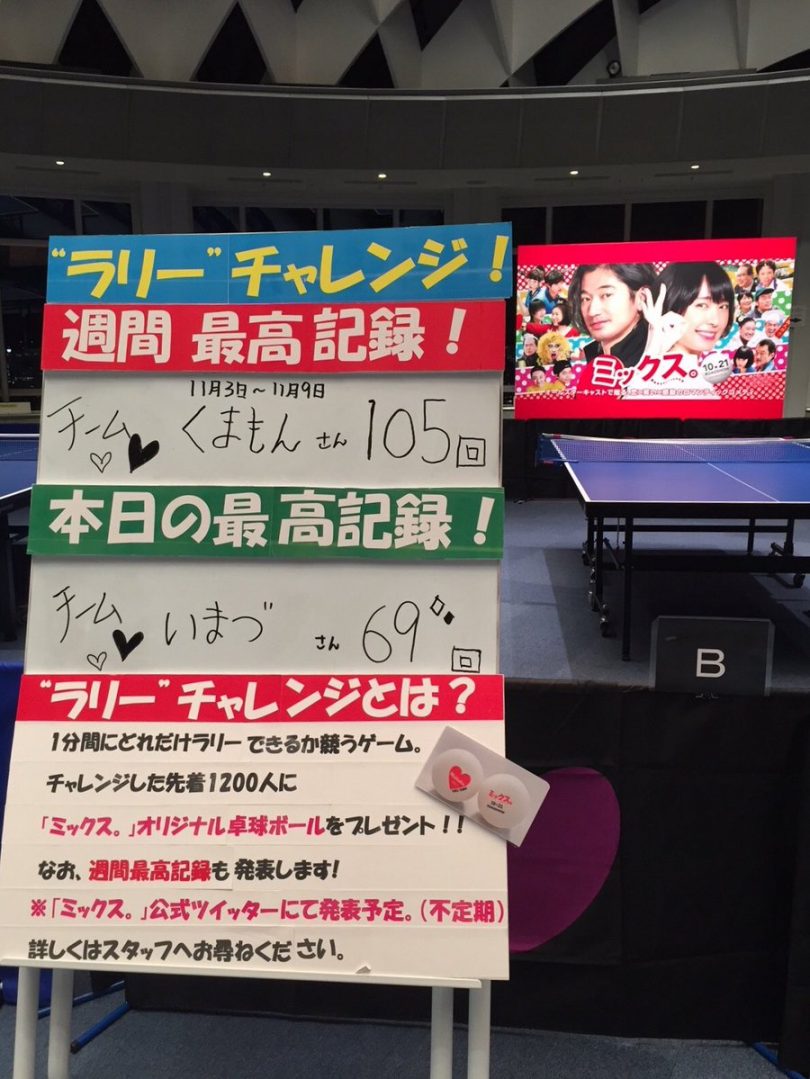 “ラリー”チャレンジ！
週間 最高記録！
11月3日～11月9日
チーム くまもん さん 105回
本日の最高記録！
チーム いまづ さん 69回
“ラリー”チャレンジとは？
1分間にどれだけラリーできるか競うゲーム。
チャレンジした先着1200人に
「ミックス。」オリジナル卓球ボールをプレゼント！！
なお、週間最高記録も発表します!
※「ミックス。」公式ツイッターにて発表予定。(不定期)
詳しくはスタッフへお尋ねください。
ミックス。
10.21
B
ミックス。